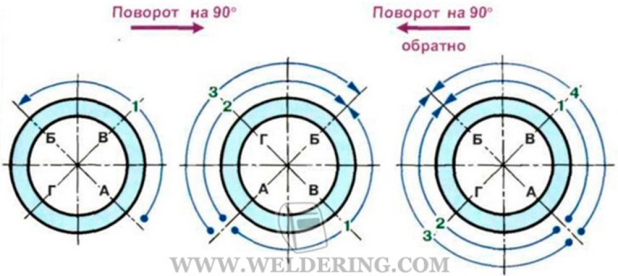 Поворот на 90°
Поворот на 90°
обратно
1
Б В
Г А
3
2
Г Б
А В
1
1 4
Б В
Г А
2
3
WWW.WELDERING.COM